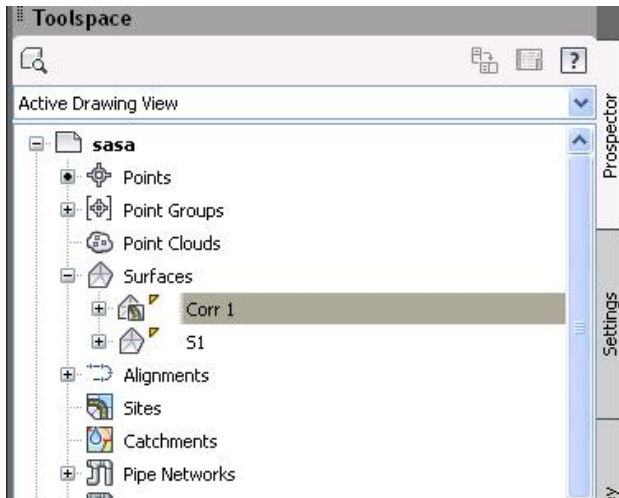 Toolspace
?
Active Drawing View
sasa
Points
Point Groups
Point Clouds
Surfaces
Corr 1
S1
Alignments
Sites
Catchments
Pipe Networks
Prospector
Settings